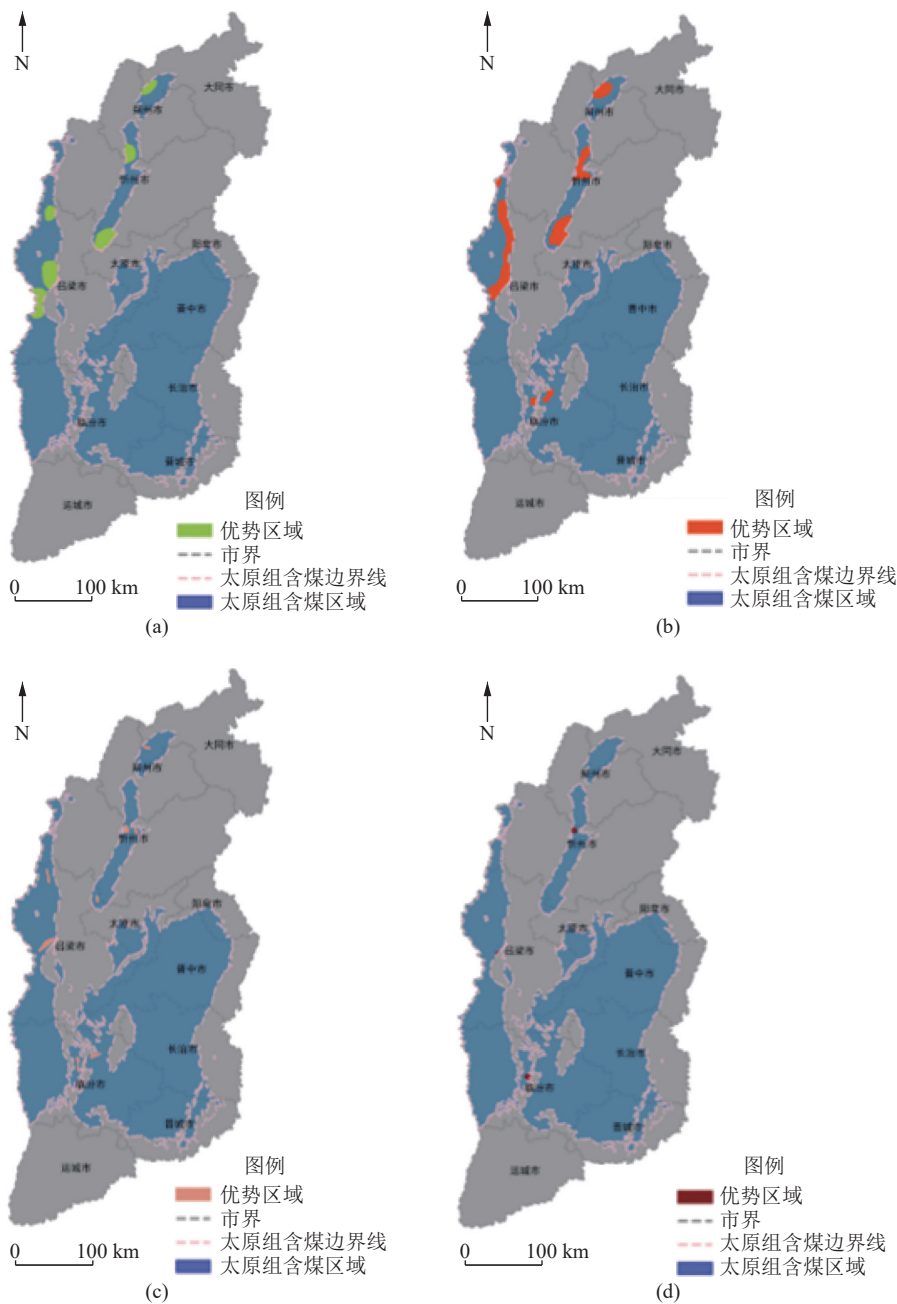 N
大同市
朔州市
忻州市
阳泉市
太原市
吕梁市
晋中市
长治市
临汾市
晋城市
运城市
图例
优势区域
市界
太原组含煤边界线
太原组含煤区域
0 100 km
(a)
N
大同市
朔州市
忻州市
阳泉市
太原市
吕梁市
晋中市
长治市
临汾市
晋城市
运城市
图例
优势区域
市界
太原组含煤边界线
太原组含煤区域
0 100 km
(b)
N
大同市
朔州市
忻州市
阳泉市
太原市
吕梁市
晋中市
长治市
临汾市
晋城市
运城市
图例
优势区域
市界
太原组含煤边界线
太原组含煤区域
0 100 km
(c)
N
大同市
朔州市
忻州市
阳泉市
太原市
吕梁市
晋中市
长治市
临汾市
晋城市
运城市
图例
优势区域
市界
太原组含煤边界线
太原组含煤区域
0 100 km
(d)